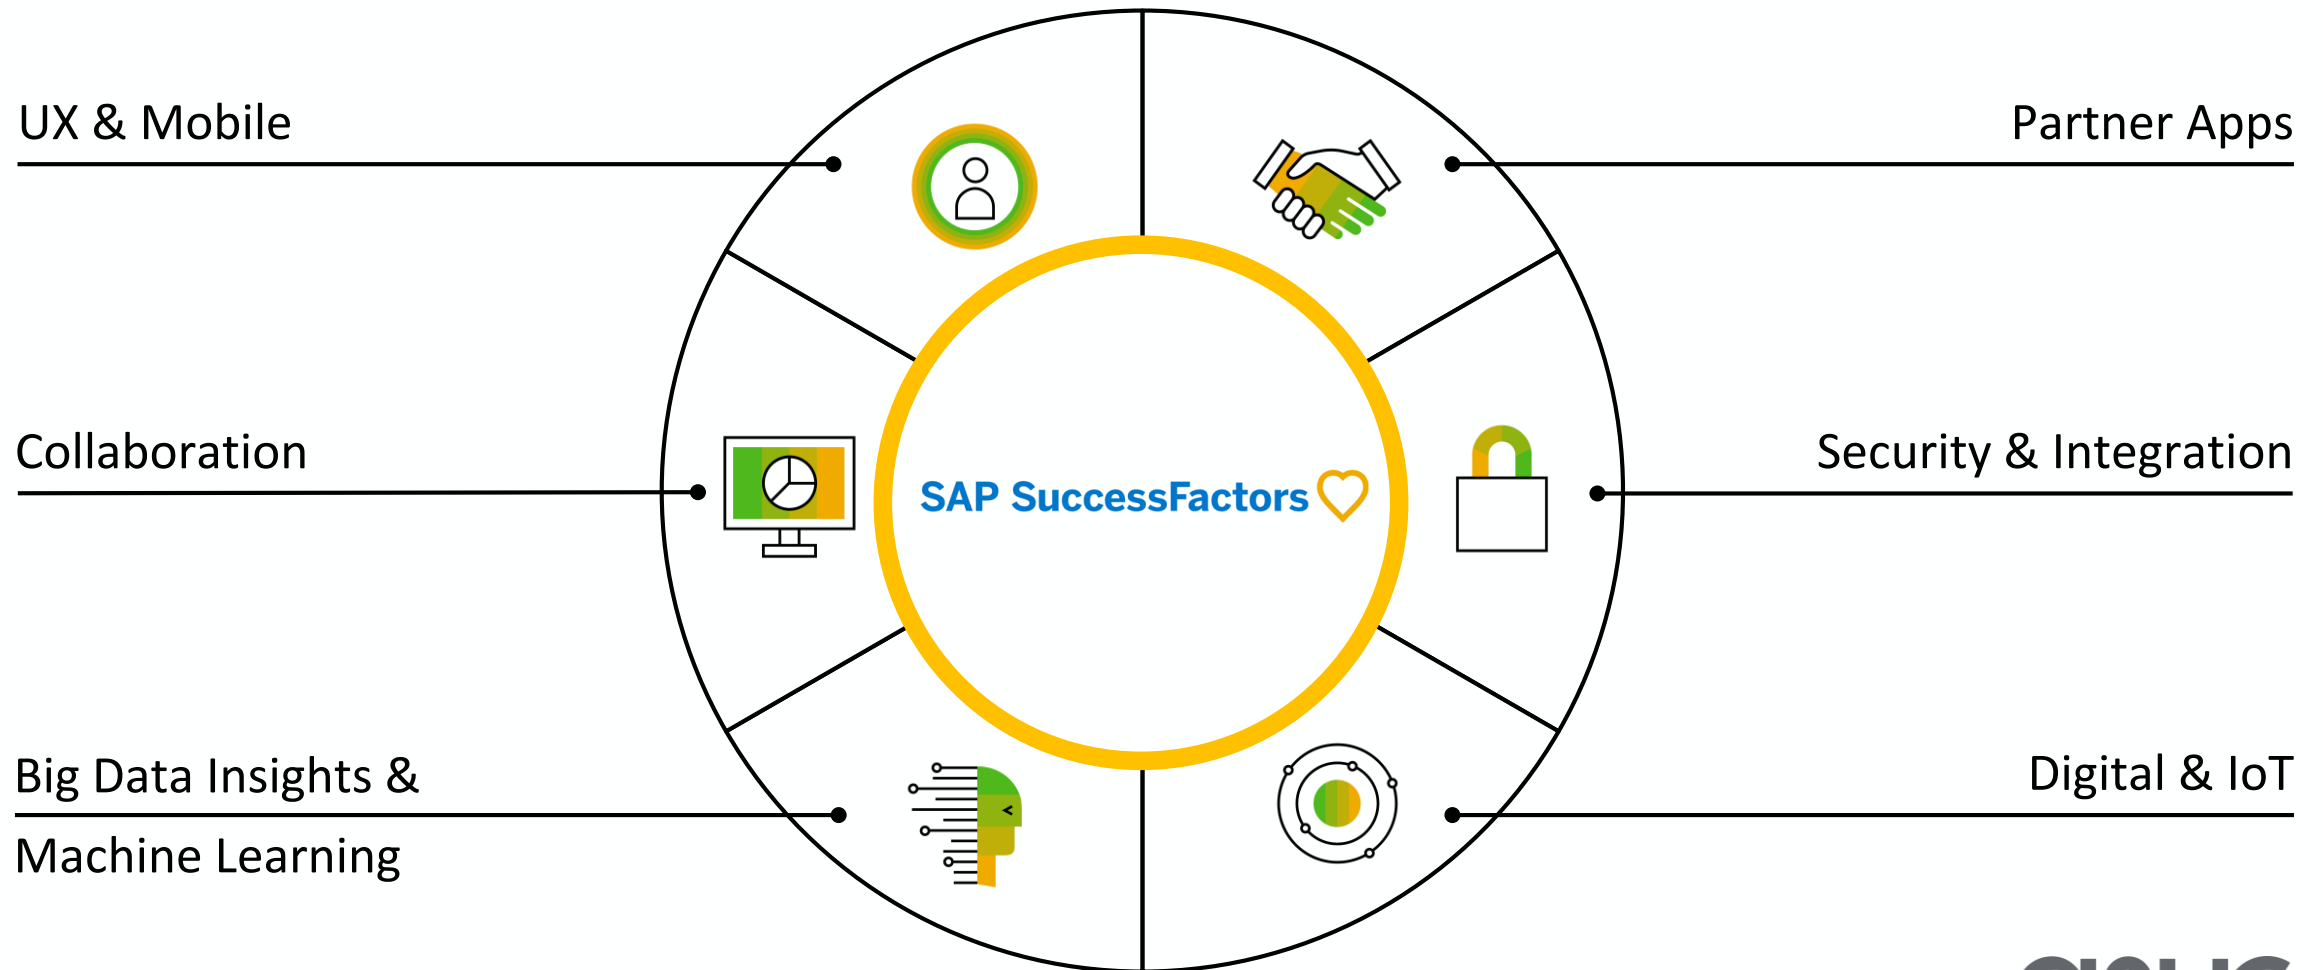 UX & Mobile
Partner Apps
Collaboration
Security & Integration
SAP SuccessFactors
Big Data Insights &
Machine Learning
Digital & IoT